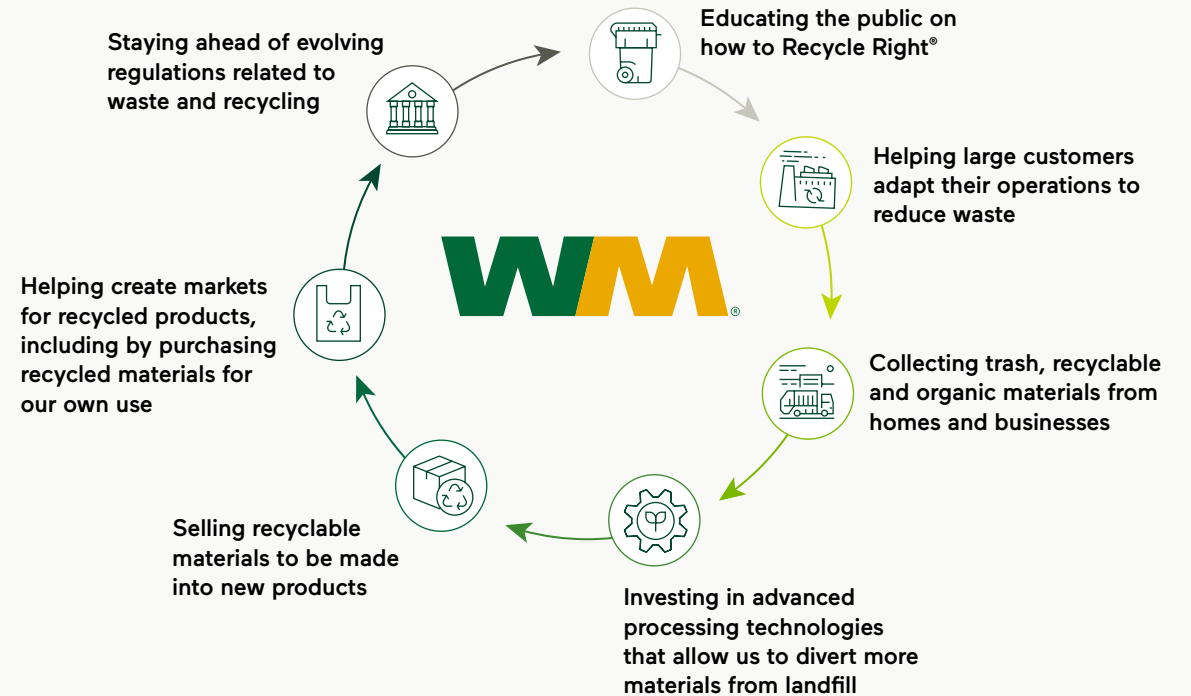 Educating the public on
how to Recycle Right®
Helping large customers
adapt their operations to
reduce waste
Collecting trash, recyclable
and organic materials from
homes and businesses
Investing in advanced
processing technologies
that allow us to divert more
materials from landfill
Selling recyclable
materials to be made
into new products
Helping create markets
for recycled products,
including by purchasing
recycled materials for
our own use
Staying ahead of evolving
regulations related to
waste and recycling
WM®